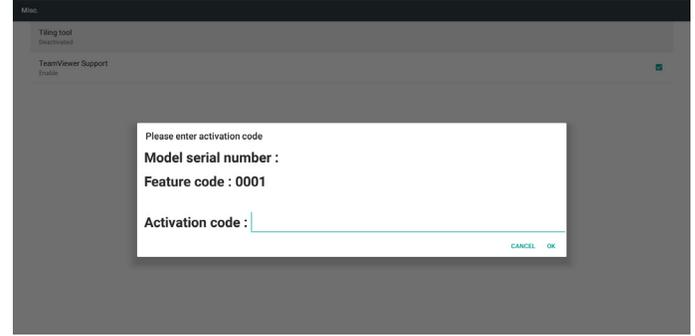 Misc.
Tiling tool
Deactivated
TeamViewer Support
Enable
Please enter activation code
Model serial number :
Feature code : 0001
Activation code :
CANCEL OK